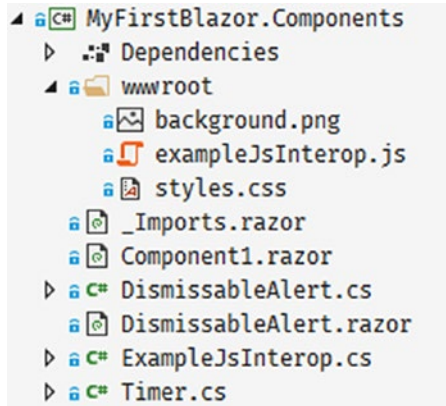 C# MyFirstBlazor.Components
Dependencies
wwwroot
background.png
exampleJsInterop.js
styles.css
_Imports.razor
Component1.razor
C# DismissableAlert.cs
DismissableAlert.razor
C# ExampleJsInterop.cs
C# Timer.cs